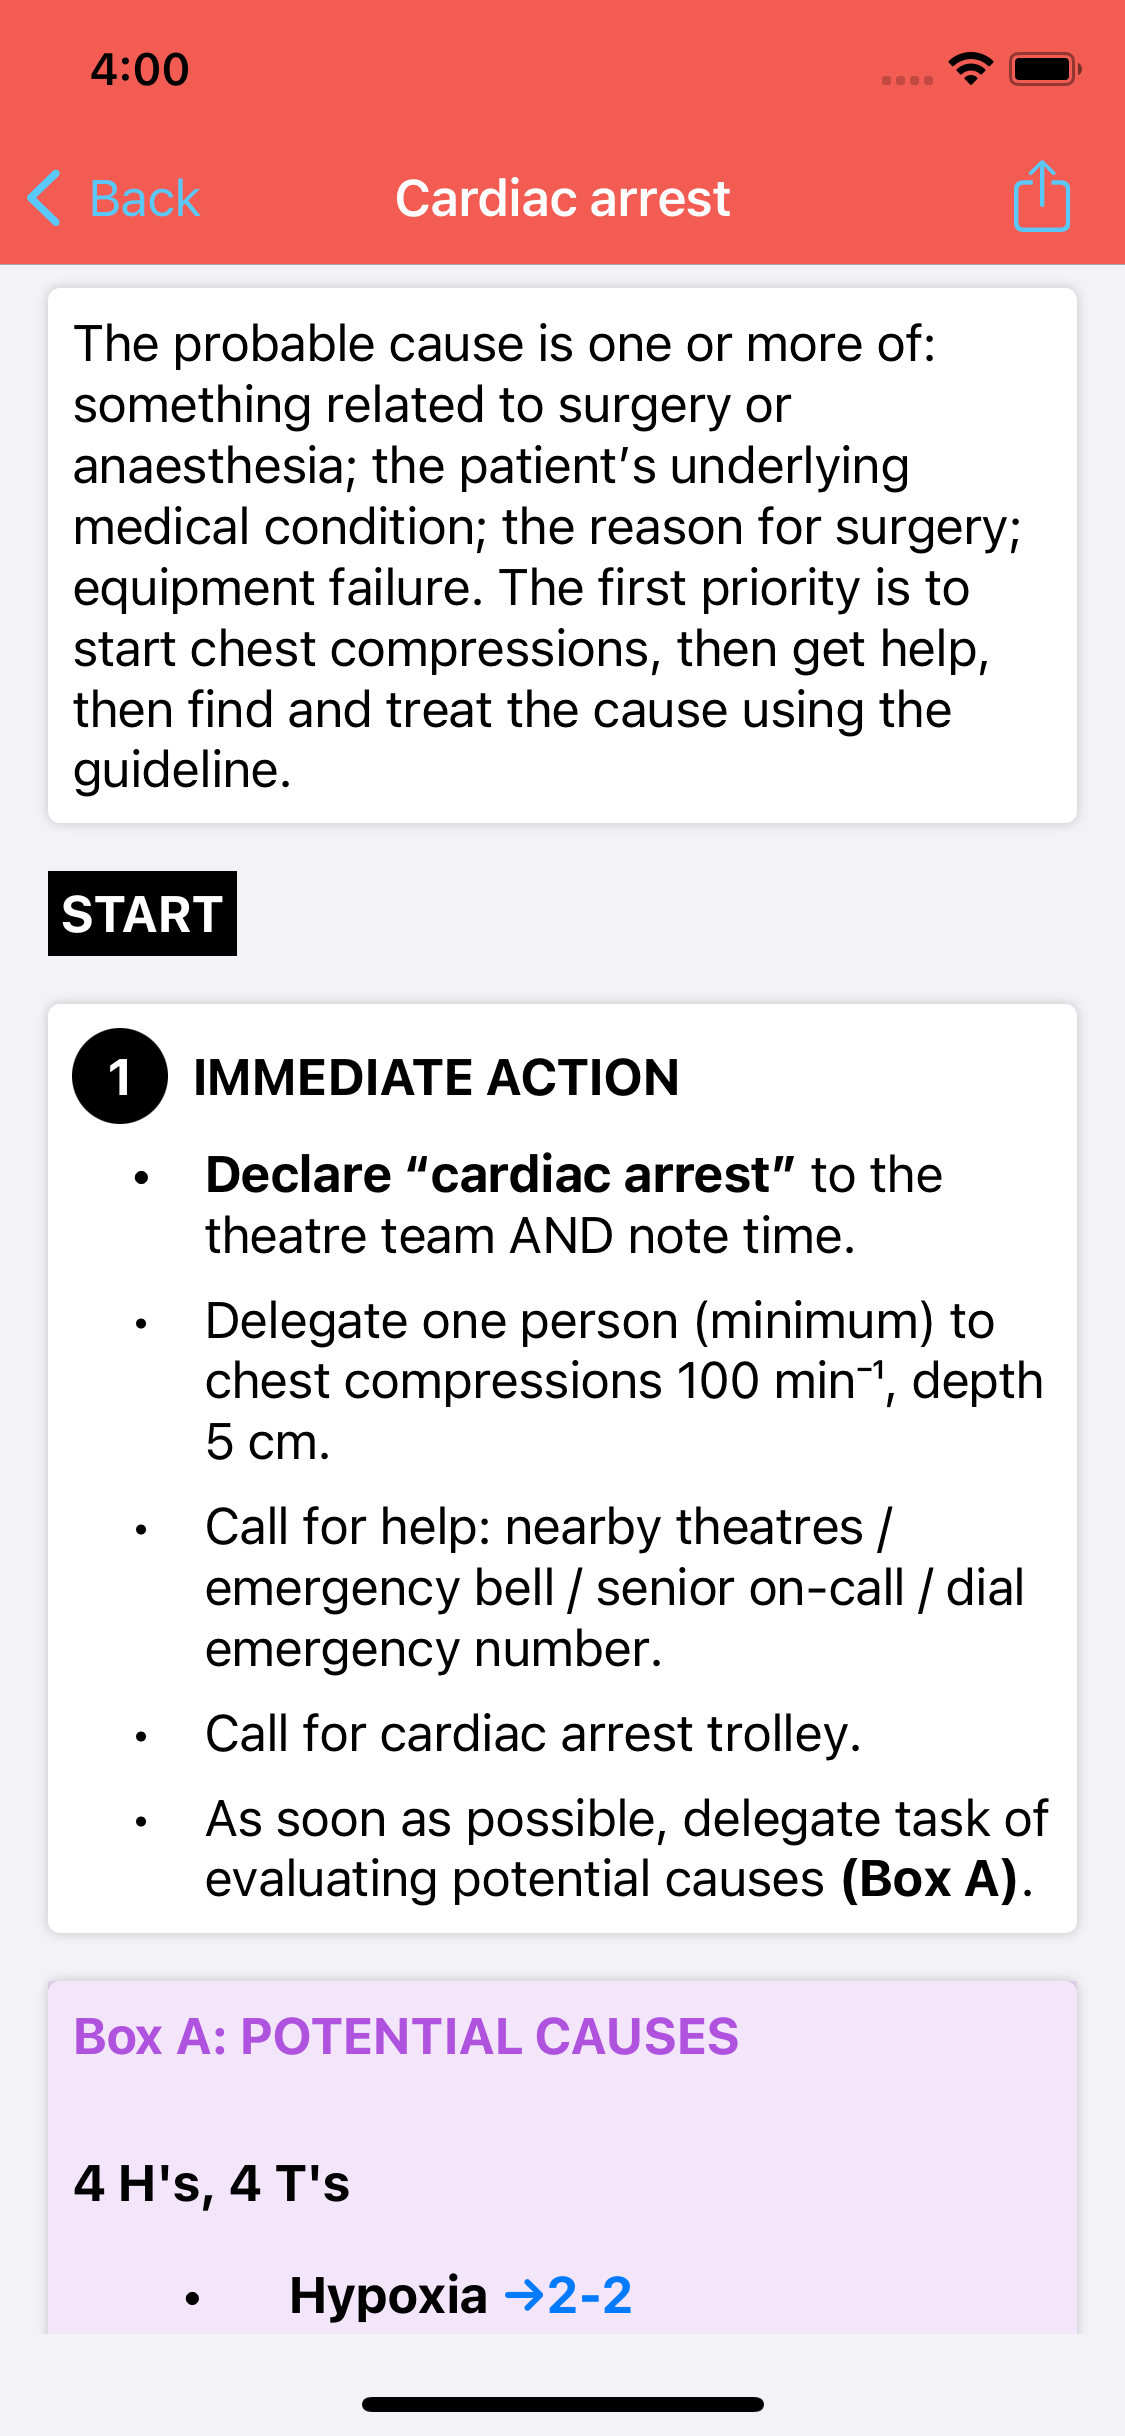 4:00
Back
Cardiac arrest
The probable cause is one or more of:
something related to surgery or
anaesthesia; the patient’s underlying
medical condition; the reason for surgery;
equipment failure. The first priority is to
start chest compressions, then get help,
then find and treat the cause using the
guideline.
START
1 IMMEDIATE ACTION
• Declare “cardiac arrest” to the
theatre team AND note time.
• Delegate one person (minimum) to
chest compressions 100 min⁻¹, depth
5 cm.
• Call for help: nearby theatres /
emergency bell / senior on-call / dial
emergency number.
• Call for cardiac arrest trolley.
• As soon as possible, delegate task of
evaluating potential causes (Box A).
Box A: POTENTIAL CAUSES
4 H's, 4 T's
• Hypoxia →2-2